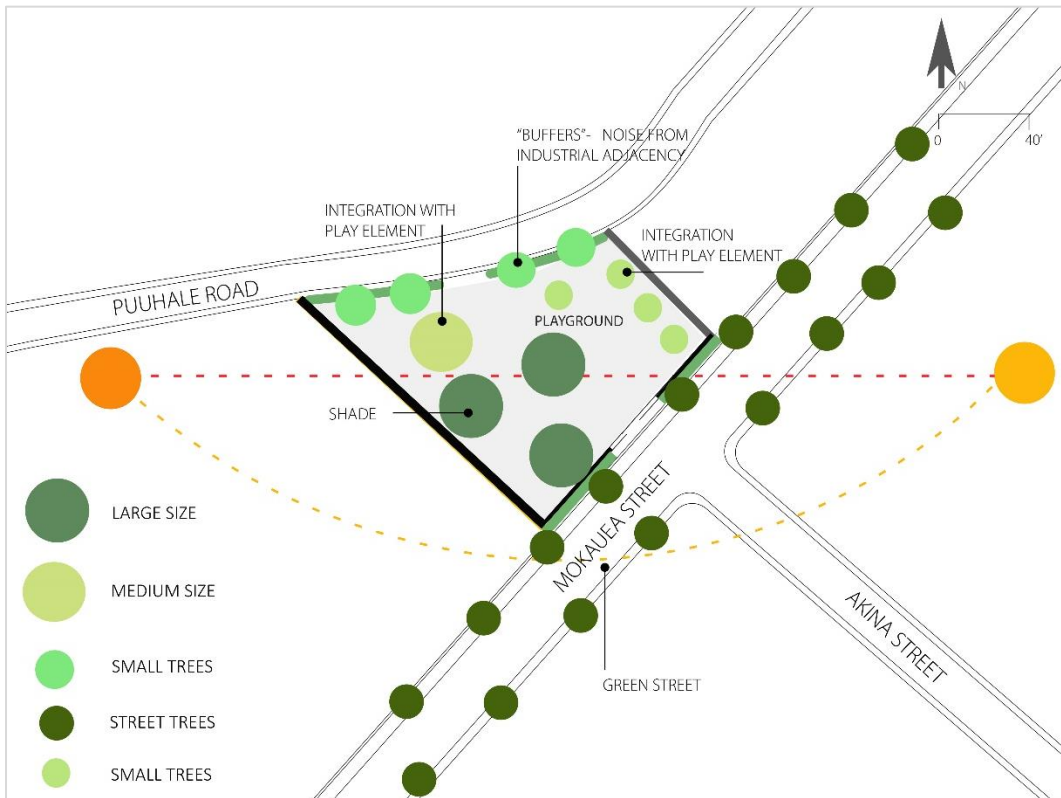 N
0 40'
"BUFFERS"- NOISE FROM
INDUSTRIAL ADJACENCY
INTEGRATION WITH
PLAY ELEMENT
INTEGRATION
WITH PLAY ELEMENT
PUUHALE ROAD
PLAYGROUND
SHADE
MOKAUEA STREET
AKINA STREET
GREEN STREET
LARGE SIZE
MEDIUM SIZE
SMALL TREES
STREET TREES
SMALL TREES